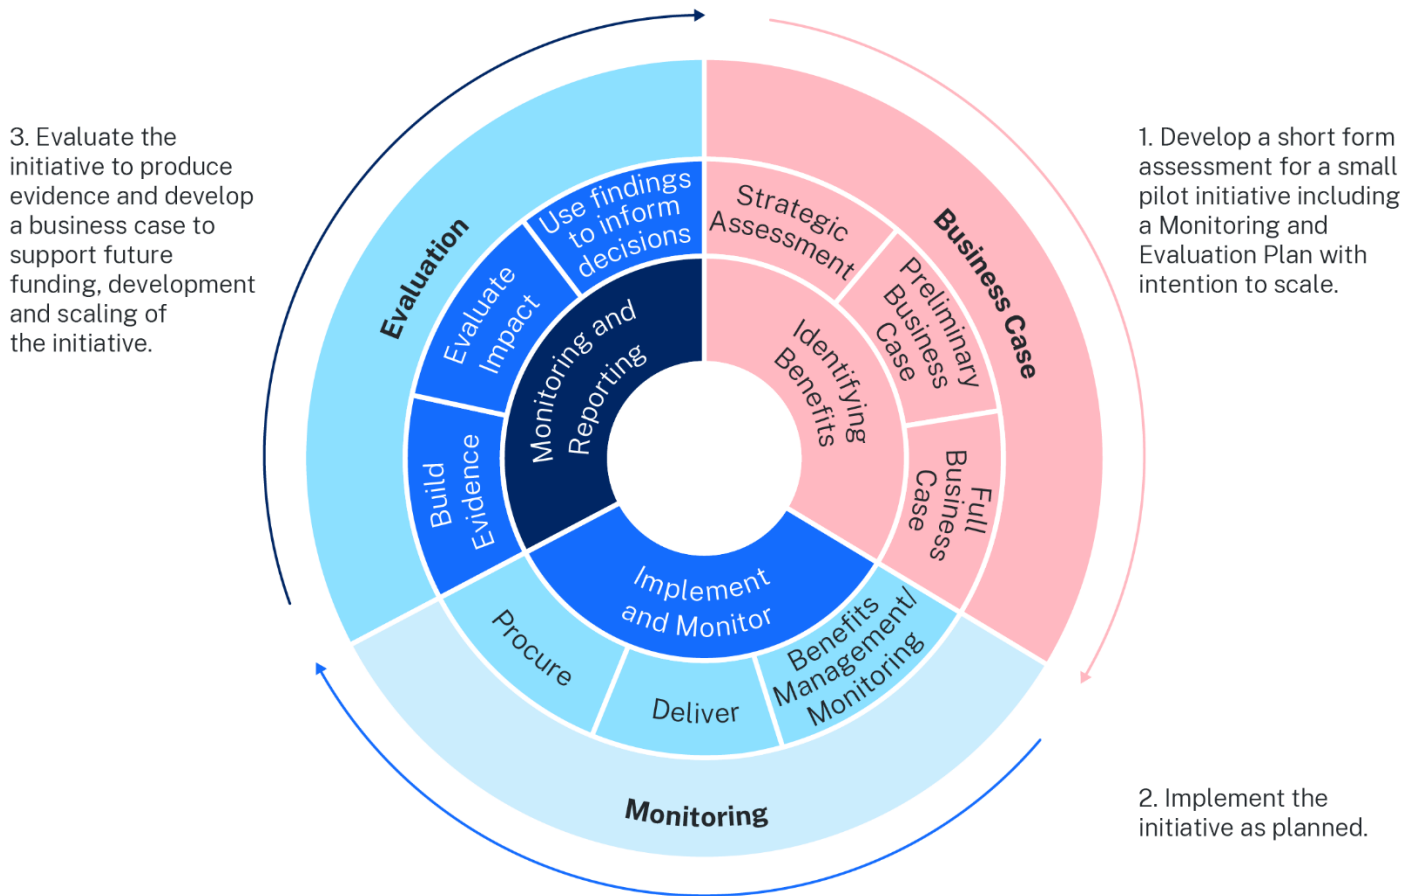 3. Evaluate the
initiative to produce
evidence and develop
a business case to
support future
funding, development
and scaling of
the initiative.
1. Develop a short form
assessment for a small
pilot initiative including
a Monitoring and
Evaluation Plan with
intention to scale.
2. Implement the
initiative as planned.
Business Case
Strategic
Assessment
Preliminary
Business
Case
Full
Business
Case
Identifying
Benefits
Monitoring
Benefits
Management/
Monitoring
Deliver
Procure
Implement
and Monitor
Evaluation
Build
Evidence
Evaluate
Impact
Use findings
to inform
decisions
Monitoring and
Reporting